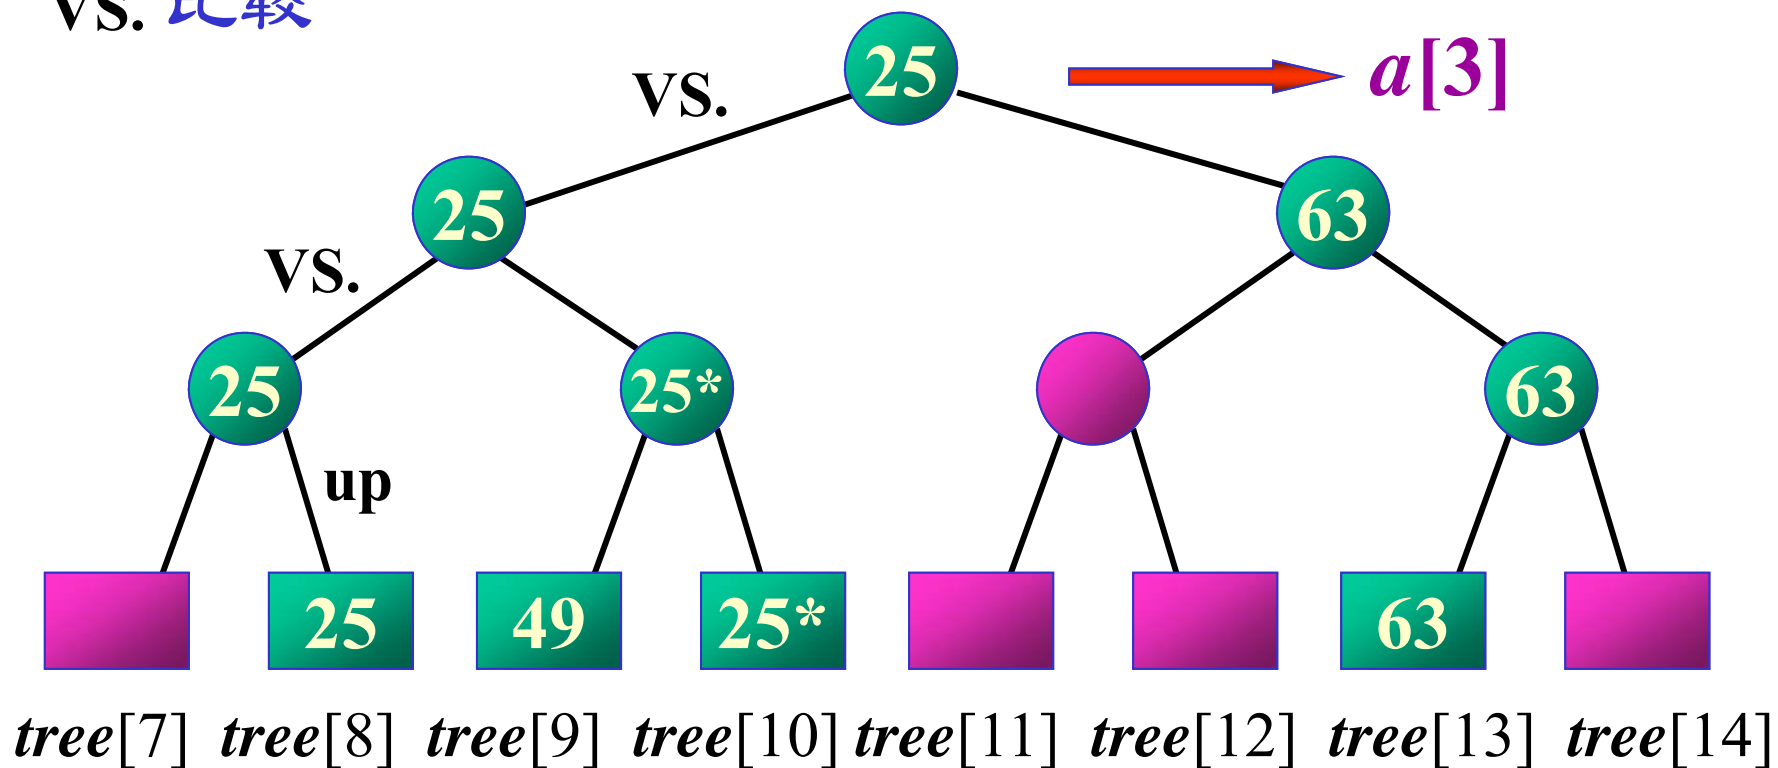 VS. 比较
25
a[3]
VS.
25
63
VS.
25
25*
63
up
25
49
25*
63
tree[7] tree[8] tree[9] tree[10] tree[11] tree[12] tree[13] tree[14]